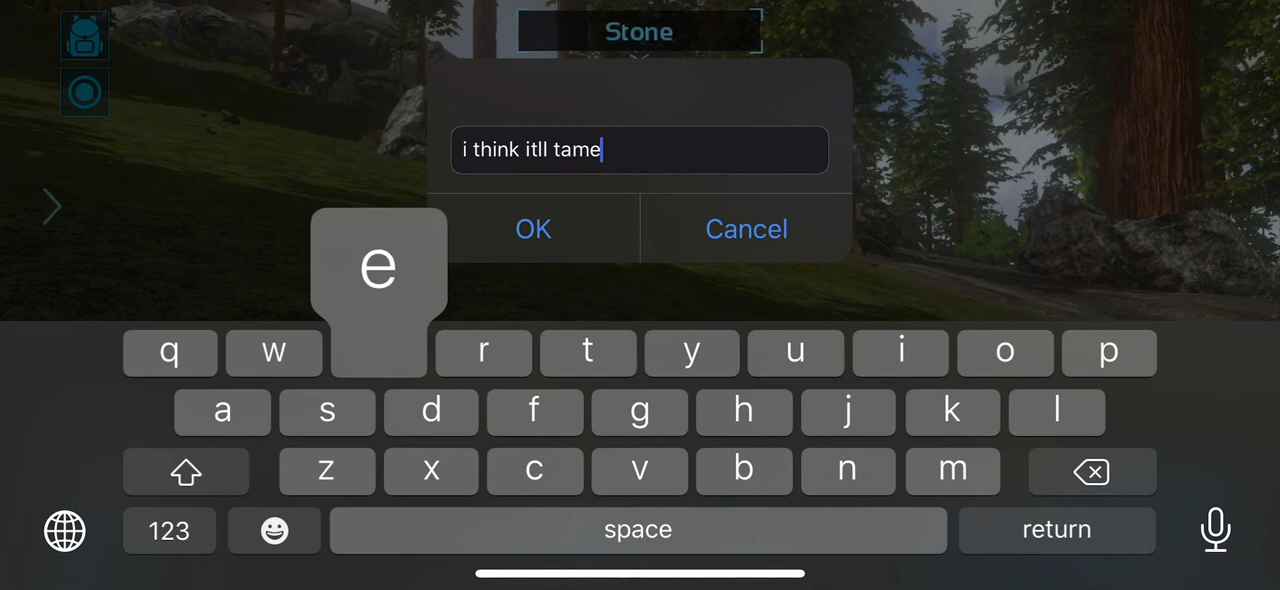 Stone
i think itll tame
OK Cancel
e
q w r t y u i o p
a s d f g h j k l
z x c v b n m
123 space return